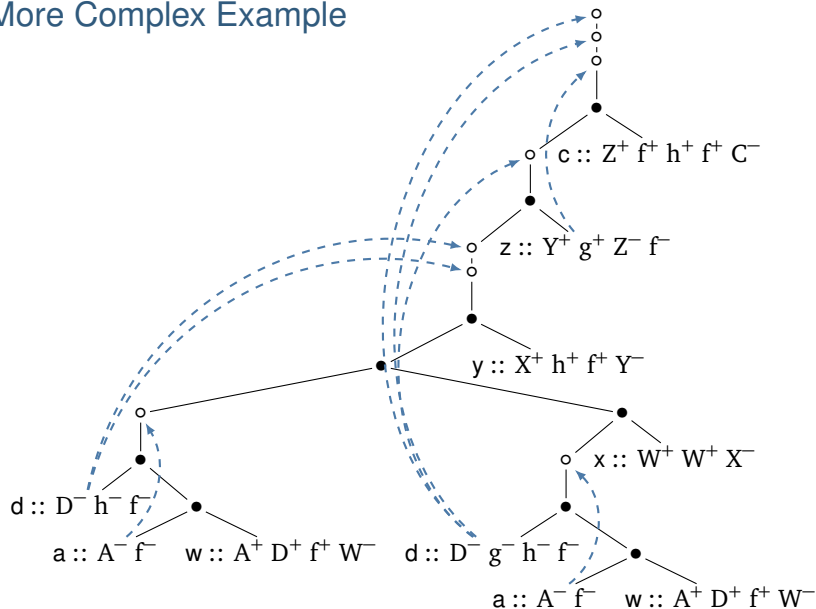 More Complex Example
c :: Z⁺ f⁺ h⁺ f⁺ C⁻
z :: Y⁺ g⁺ Z⁻ f⁻
y :: X⁺ h⁺ f⁺ Y⁻
x :: W⁺ W⁺ X⁻
d :: D⁻ h⁻ f⁻
a :: A⁻ f⁻ w :: A⁺ D⁺ f⁺ W⁻ d :: D⁻ g⁻ h⁻ f⁻
a :: A⁻ f⁻ w :: A⁺ D⁺ f⁺ W⁻